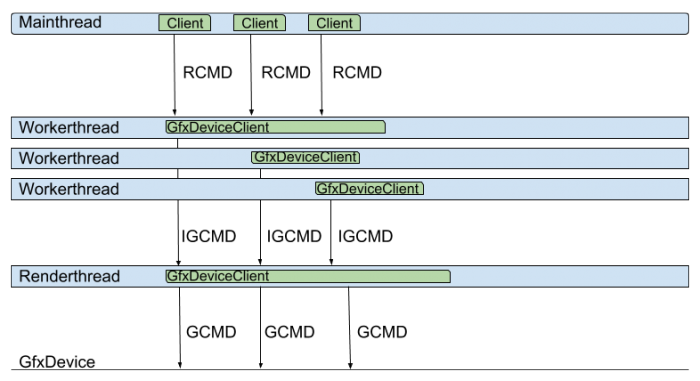 Mainthread Client Client Client
RCMD RCMD RCMD
Workerthread GfxDeviceClient
Workerthread GfxDeviceClient
Workerthread GfxDeviceClient
IGCMD IGCMD IGCMD
Renderthread GfxDeviceClient
GCMD GCMD GCMD
GfxDevice